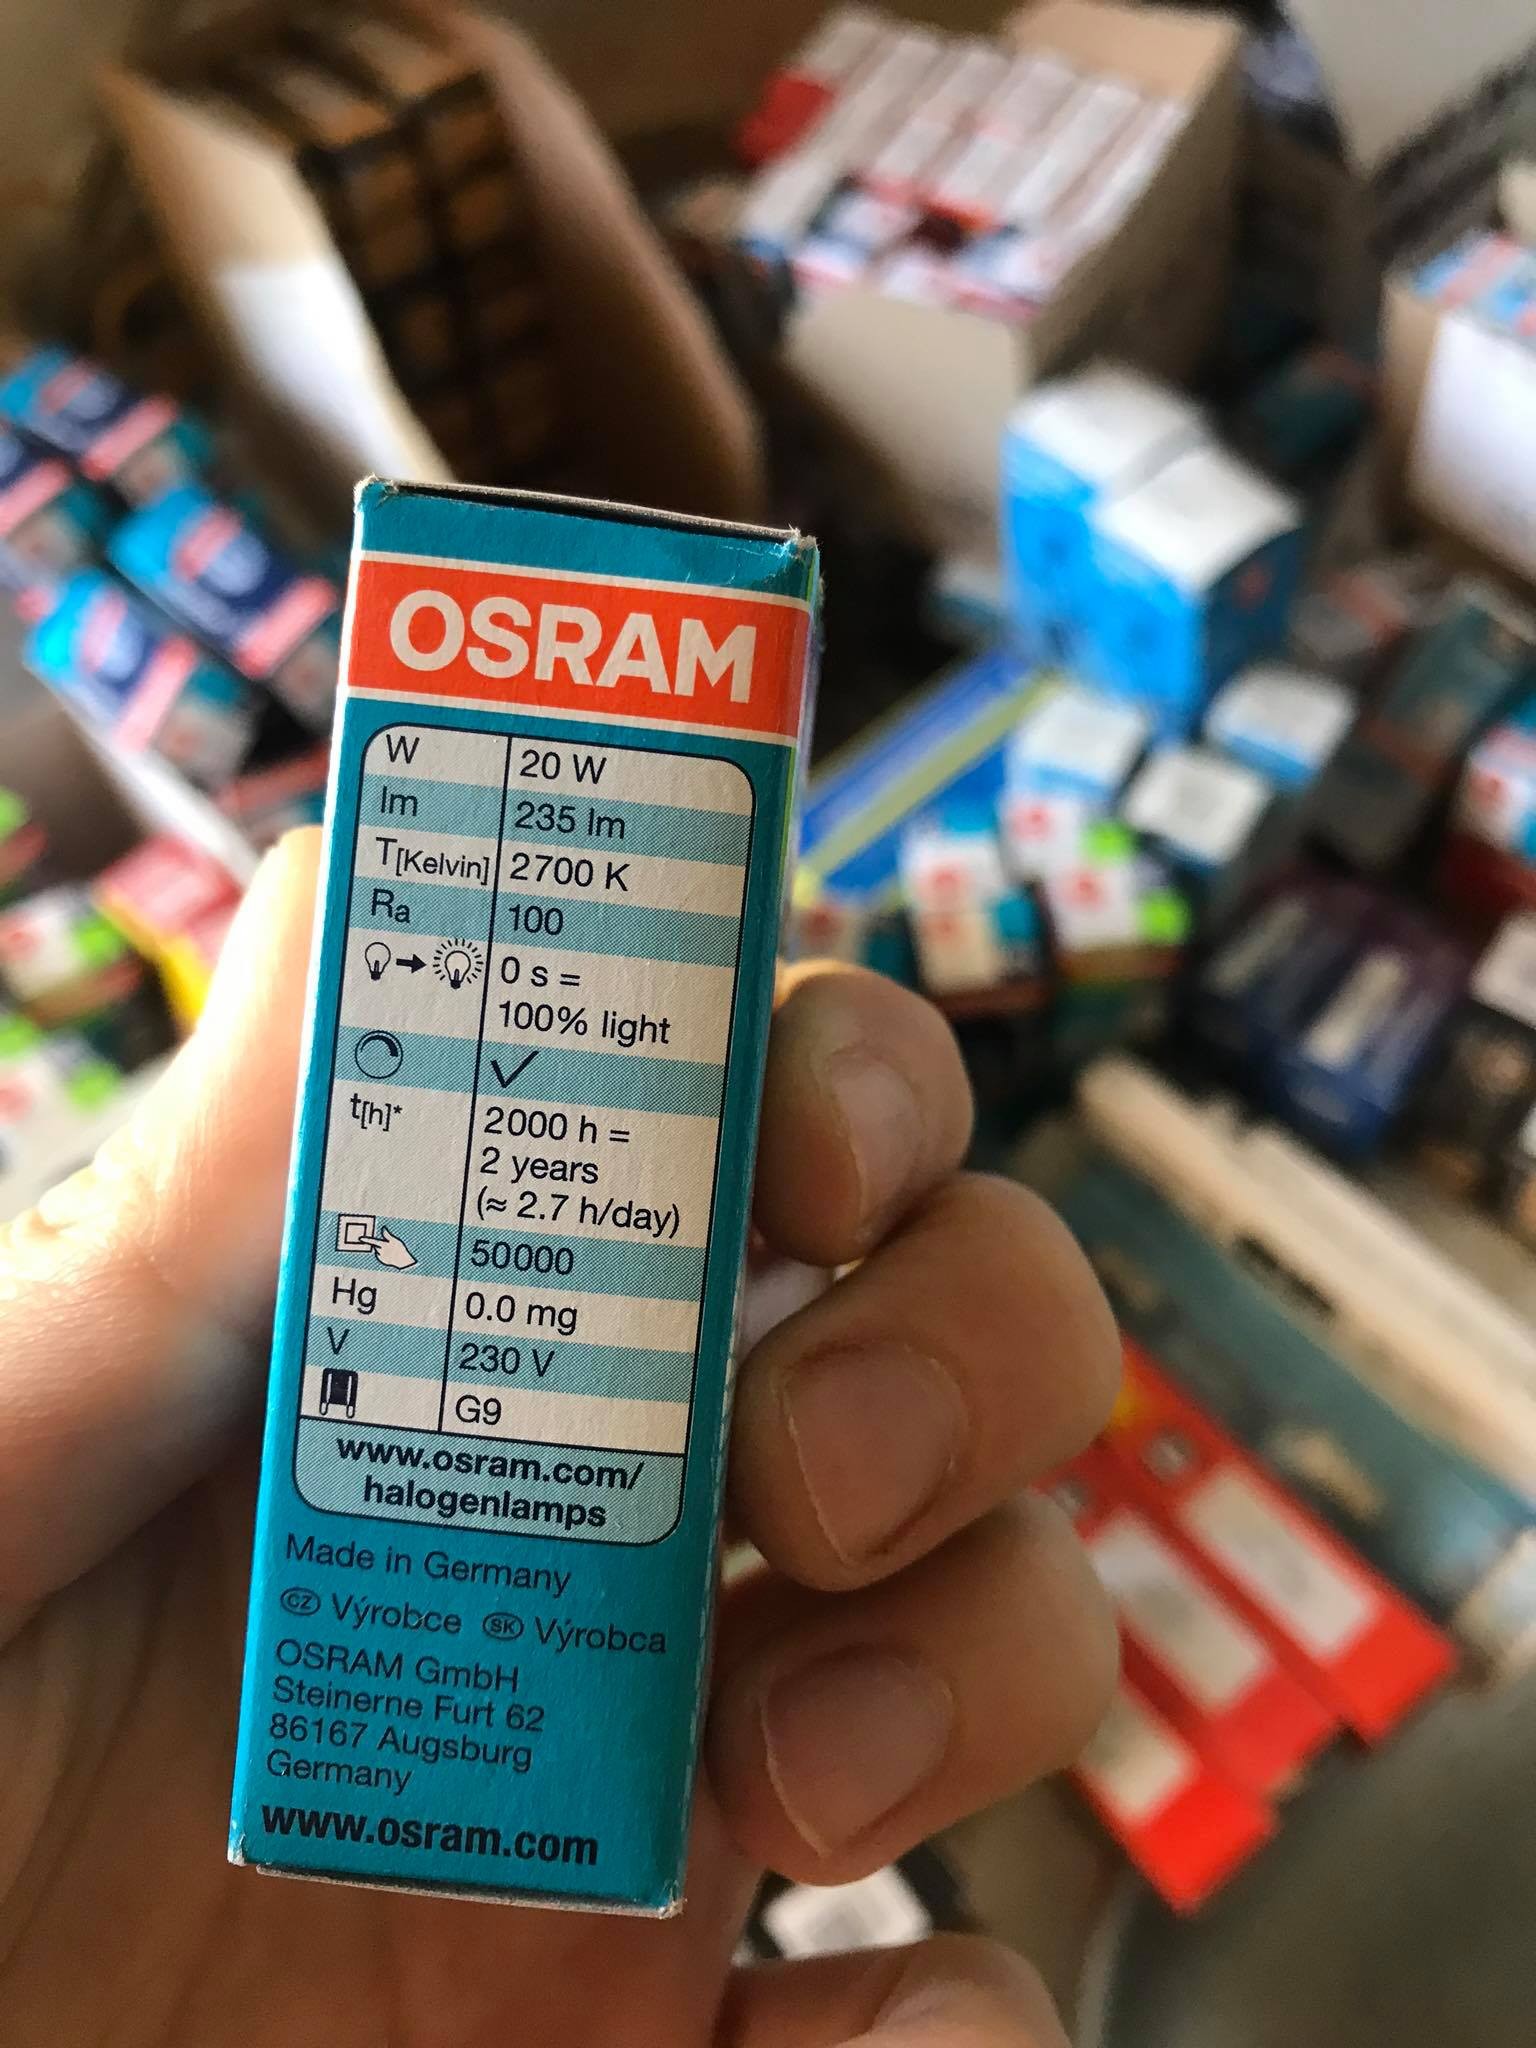 OSRAM
W 20 W
lm 235 lm
T[Kelvin] 2700 K
Ra 100
0 s =
100% light
t[h]* 2000 h =
2 years
(≈ 2.7 h/day)
50000
Hg 0.0 mg
V 230 V
G9
www.osram.com/
halogenlamps
Made in Germany
CZ Výrobce SK Výrobca
OSRAM GmbH
Steinerne Furt 62
86167 Augsburg
Germany
www.osram.com